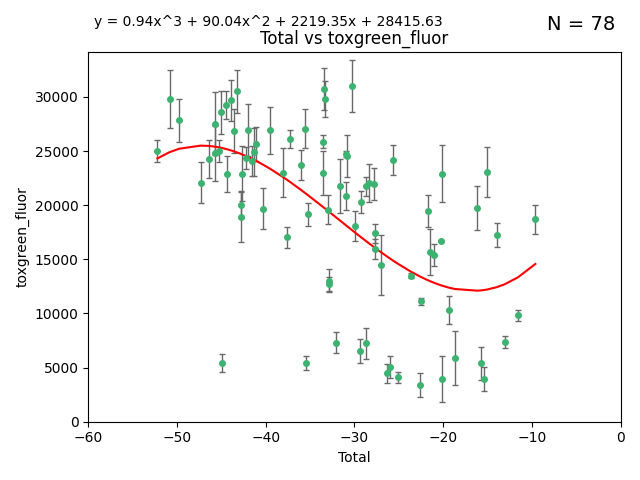 y = 0.94x^3 + 90.04x^2 + 2219.35x + 28415.63
N = 78
Total vs toxgreen_fluor
30000
25000
20000
15000
10000
5000
0
toxgreen_fluor
−60 −50 −40 −30 −20 −10 0
Total